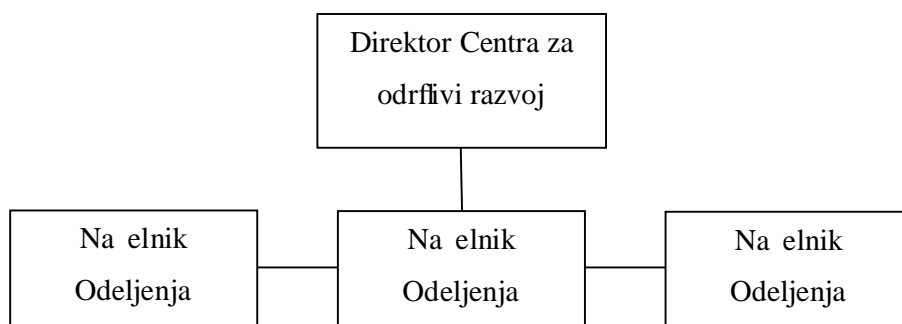 Direktor Centra za
odrflivi razvoj
Na elnik
Odeljenja
Na elnik
Odeljenja
Na elnik
Odeljenja